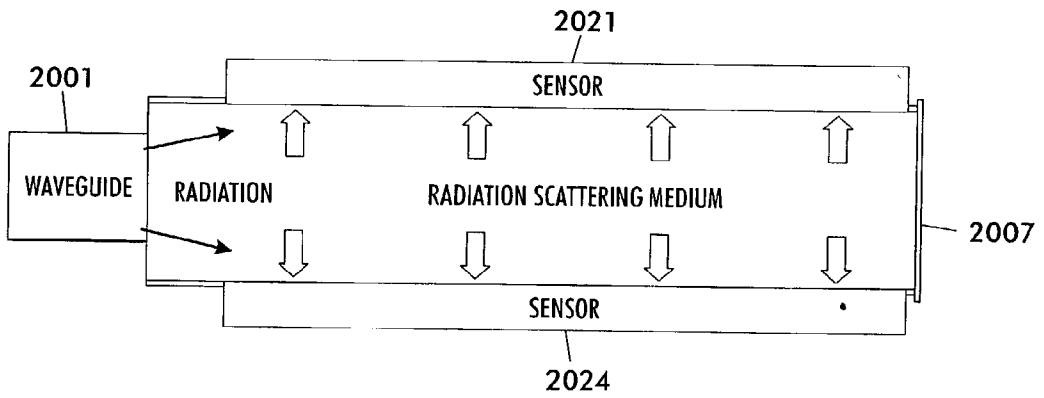 2021
SENSOR
2001
WAVEGUIDE
RADIATION
RADIATION SCATTERING MEDIUM
2007
SENSOR
2024